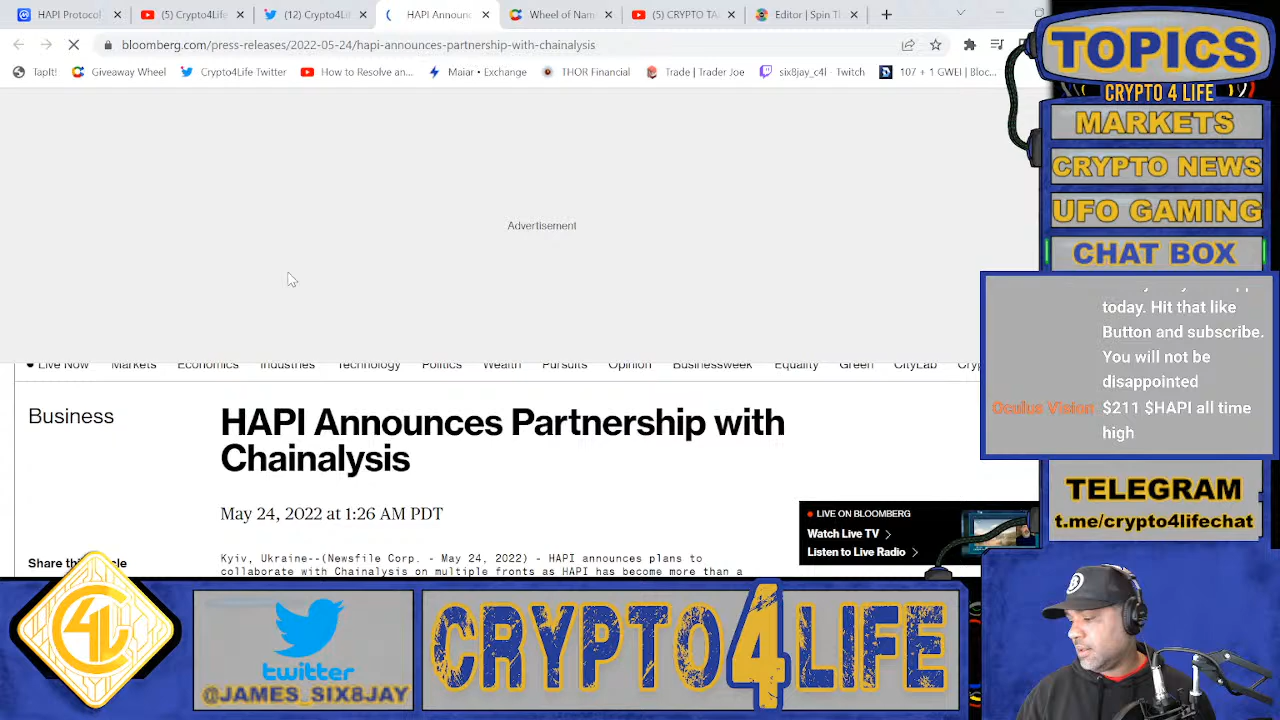 HAPI Protocol
(5) Crypto4Life
(12) Crypto4L
HAPI Announc
Wheel of Nam
(5) CRYPTO TA
Editor | Spin T
bloomberg.com/press-releases/2022-05-24/hapi-announces-partnership-with-chainalysis
TapIt!
Giveaway Wheel
Crypto4Life Twitter
How to Resolve an...
Maiar • Exchange
THOR Financial
Trade | Trader Joe
six8jay_c4l - Twitch
107 + 1 GWEI | Bloc...
Advertisement
Live Now Markets Economics Industries Technology Politics Wealth Pursuits Opinion Businessweek Equality Green CityLab Cryp
Business
HAPI Announces Partnership with
Chainalysis
May 24, 2022 at 1:26 AM PDT
Kyiv, Ukraine--(Newsfile Corp. - May 24, 2022) - HAPI announces plans to
collaborate with Chainalysis on multiple fronts as HAPI has become more than a
LIVE ON BLOOMBERG
Watch Live TV
Listen to Live Radio
TOPICS
CRYPTO 4 LIFE
MARKETS
CRYPTO NEWS
UFO GAMING
CHAT BOX
today. Hit that like
Button and subscribe.
You will not be
disappointed
Oculus Vision $211 $HAPI all time
high
TELEGRAM
t.me/crypto4lifechat
4L
twitter
@JAMES_SIX8JAY
CRYPTO4LIFE